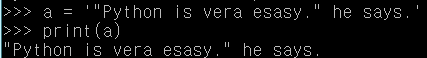 >>> a = '"Python is vera esasy." he says.'
>>> print(a)
"Python is vera esasy." he says.